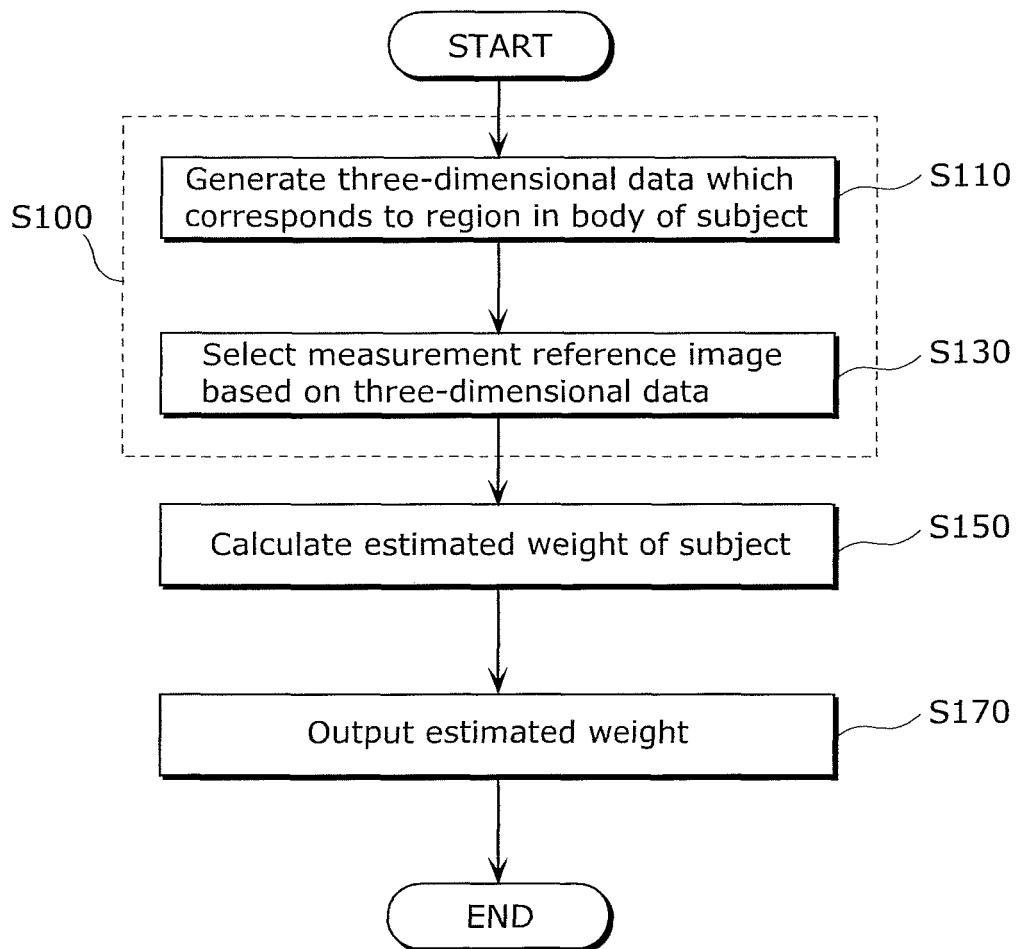 START
Generate three-dimensional data which
corresponds to region in body of subject
S110
S100
Select measurement reference image
based on three-dimensional data
S130
Calculate estimated weight of subject
S150
Output estimated weight
S170
END